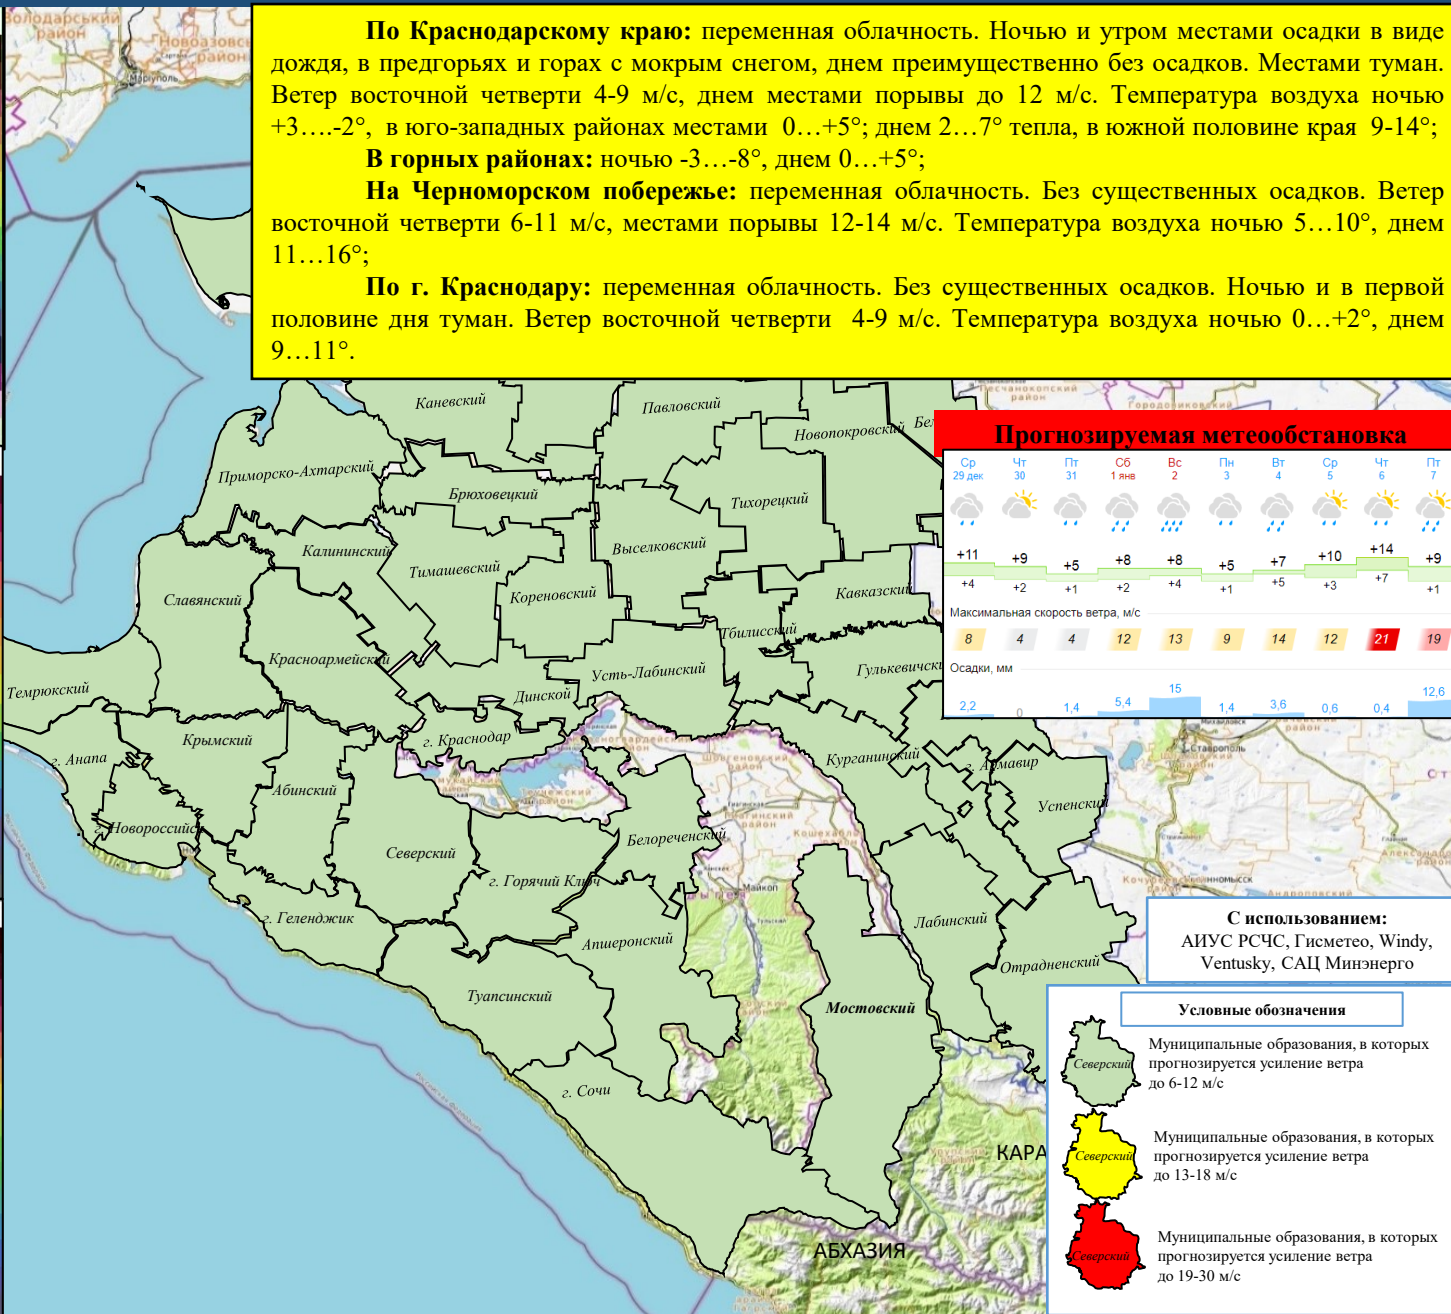 По Краснодарскому краю: переменная облачность. Ночью и утром местами осадки в виде
дождя, в предгорьях и горах с мокрым снегом, днем преимущественно без осадков. Местами туман.
Ветер восточной четверти 4-9 м/с, днем местами порывы до 12 м/с. Температура воздуха ночью
+3….-2°, в юго-западных районах местами 0…+5°; днем 2…7° тепла, в южной половине края 9-14°;
В горных районах: ночью -3…-8°, днем 0…+5°;
На Черноморском побережье: переменная облачность. Без существенных осадков. Ветер
восточной четверти 6-11 м/с, местами порывы 12-14 м/с. Температура воздуха ночью 5…10°, днем
11…16°;
По г. Краснодару: переменная облачность. Без существенных осадков. Ночью и в первой
половине дня туман. Ветер восточной четверти 4-9 м/с. Температура воздуха ночью 0…+2°, днем
9…11°.
Володарський
район
Новоазовс
район
Маріуполь
Каневский
Павловский
Новопокровский
Бел
Приморско-Ахтарский
Брюховецкий
Тихорецкий
Калининский
Тимашевский
Выселковский
Славянский
Кореновский
Кавказский
Тбилисский
Красноармейский
Усть-Лабинский
Гулькевичски
Темрюкский
Динской
г. Краснодар
Крымский
г. Анапа
Абинский
Курганинский
г. Армавир
Успенский
г. Новороссийск
Северский
Белореченский
г. Горячий Ключ
г. Геленджик
Апшеронский
Лабинский
Отрадненский
Туапсинский
Мостовский
г. Сочи
Майкоп
Ставрополь
Михайловск
КАРА
АБХАЗИЯ
Прогнозируемая метеообстановка
Ср Чт Пт Сб Вс Пн Вт Ср Чт Пт
29 дек 30 31 1 янв 2 3 4 5 6 7
+11 +9 +5 +8 +8 +5 +7 +10 +14 +9
+4 +2 +1 +2 +4 +1 +5 +3 +7 +1
Максимальная скорость ветра, м/с
8 4 4 12 13 9 14 12 21 19
Осадки, мм
2,2 0 1,4 5,4 15 1,4 3,6 0,6 0,4 12,6
С использованием:
АИУС РСЧС, Гисметео, Windy,
Ventusky, САЦ Минэнерго
Условные обозначения
Северский
Муниципальные образования, в которых
прогнозируется усиление ветра
до 6-12 м/с
Северский
Муниципальные образования, в которых
прогнозируется усиление ветра
до 13-18 м/с
Северский
Муниципальные образования, в которых
прогнозируется усиление ветра
до 19-30 м/с